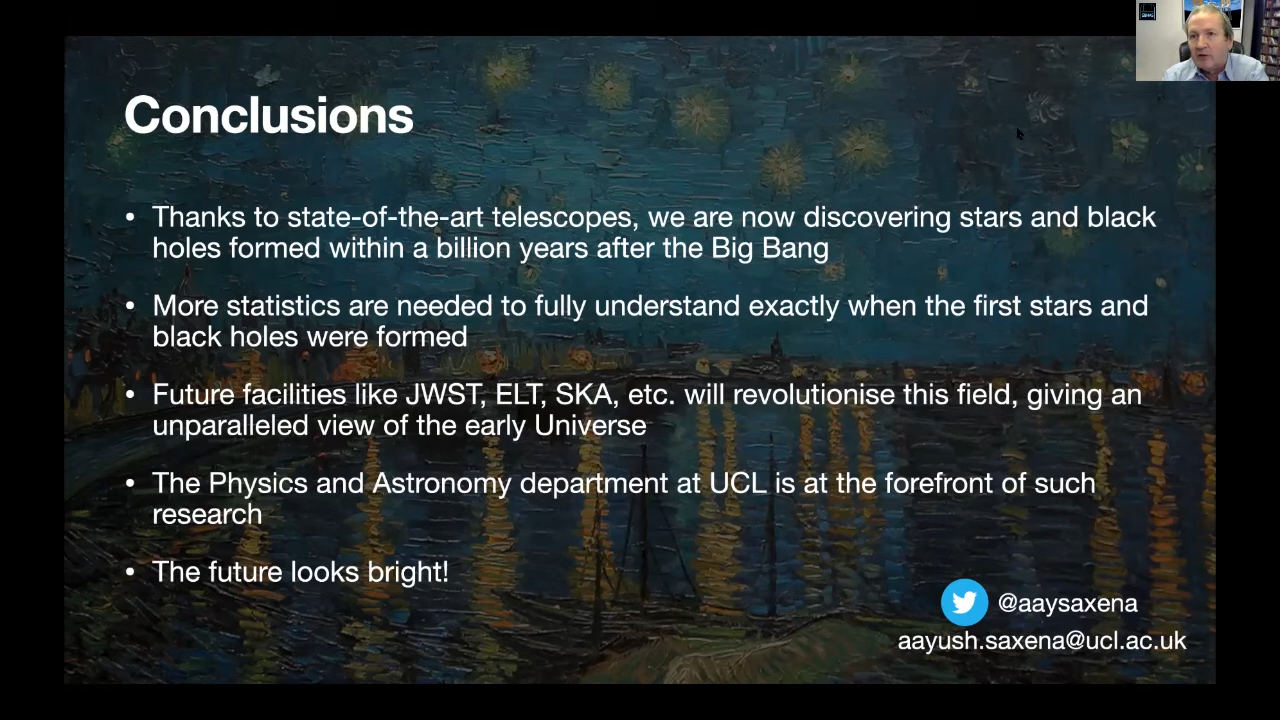 Conclusions
• Thanks to state-of-the-art telescopes, we are now discovering stars and black
holes formed within a billion years after the Big Bang
• More statistics are needed to fully understand exactly when the first stars and
black holes were formed
• Future facilities like JWST, ELT, SKA, etc. will revolutionise this field, giving an
unparalleled view of the early Universe
• The Physics and Astronomy department at UCL is at the forefront of such
research
• The future looks bright!
@aaysaxena
aayush.saxena@ucl.ac.uk